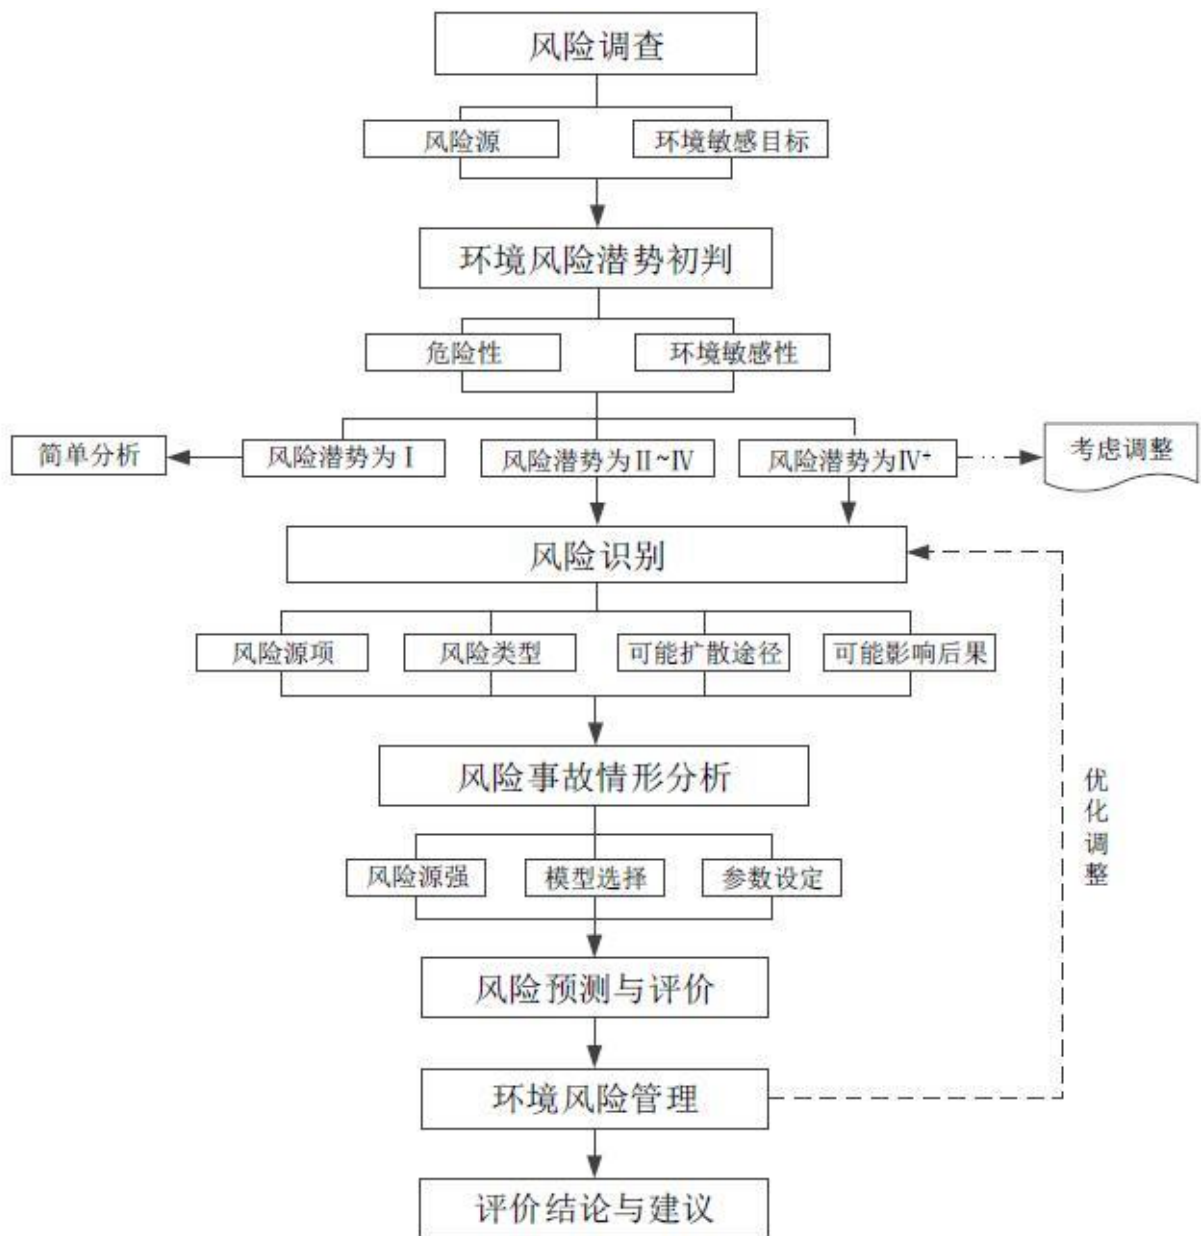 风险调查
风险源
环境敏感目标
环境风险潜势初判
危险性
环境敏感性
简单分析
风险潜势为Ⅰ
风险潜势为Ⅱ~Ⅳ
风险潜势为Ⅳ⁺
考虑调整
风险识别
风险源项
风险类型
可能扩散途径
可能影响后果
风险事故情形分析
风险源强
模型选择
参数设定
优化调整
风险预测与评价
环境风险管理
评价结论与建议